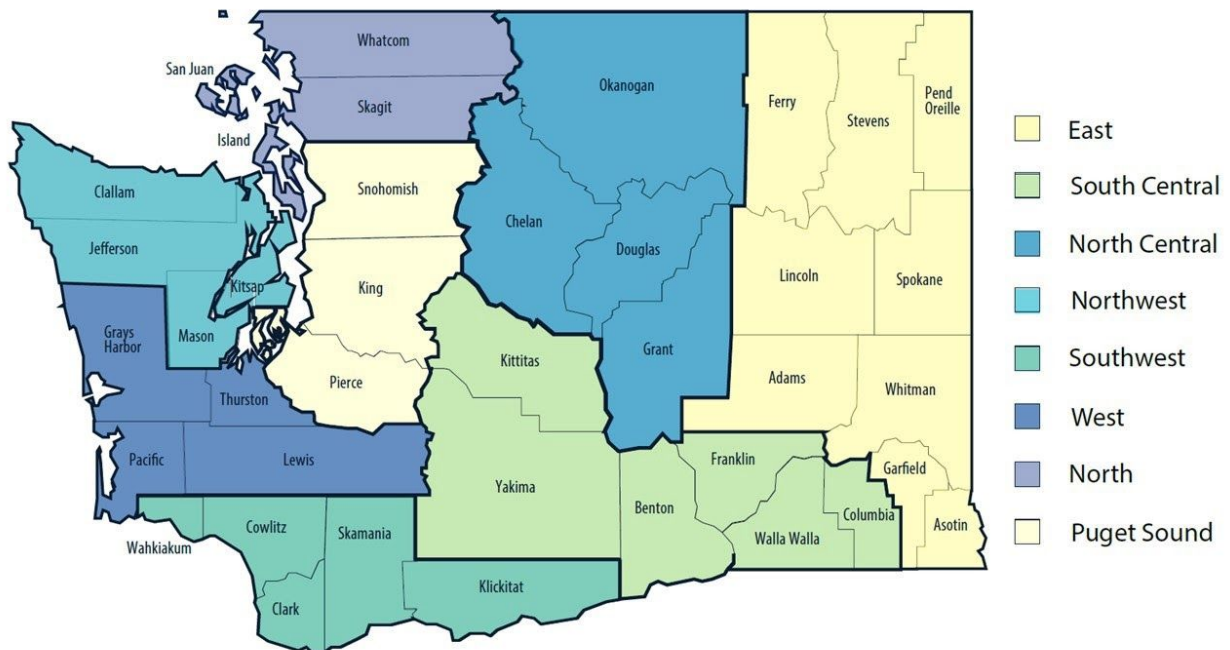 Whatcom
San Juan
Okanogan
Skagit
Ferry
Stevens
Pend
Oreille
Island
Clallam
Snohomish
Chelan
Jefferson
Douglas
Kitsap
King
Lincoln
Spokane
Grays
Harbor
Mason
Kittitas
Grant
Thurston
Pierce
Adams
Whitman
Pacific
Lewis
Yakima
Franklin
Garfield
Benton
Columbia
Asotin
Walla Walla
Wahkiakum
Cowlitz
Skamania
Klickitat
Clark
East
South Central
North Central
Northwest
Southwest
West
North
Puget Sound